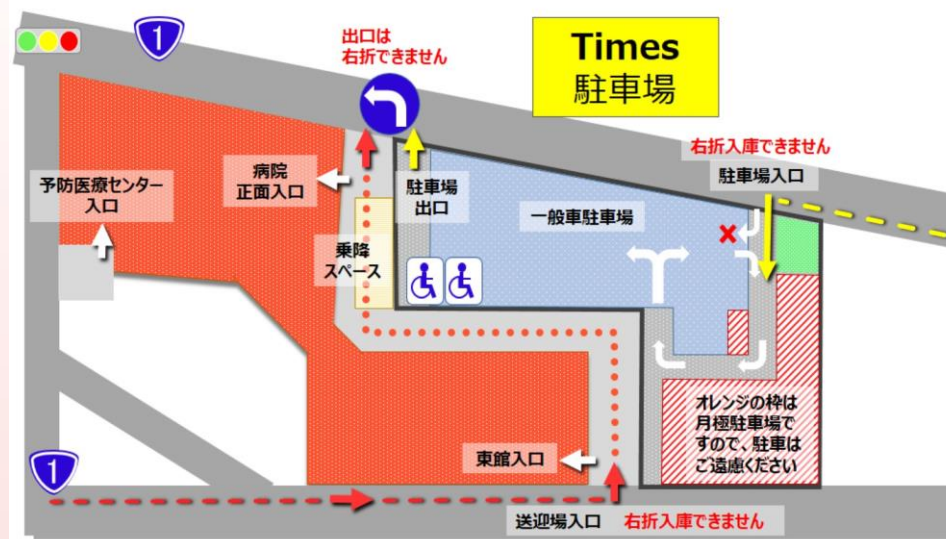 1
出口は
右折できません
Times
駐車場
右折入庫できません
駐車場入口
病院
正面入口
駐車場
出口
予防医療センター
入口
一般車駐車場
乗降
スペース
オレンジの枠は
月極駐車場で
すので、駐車は
ご遠慮ください
東館入口
1
送迎場入口 右折入庫できません